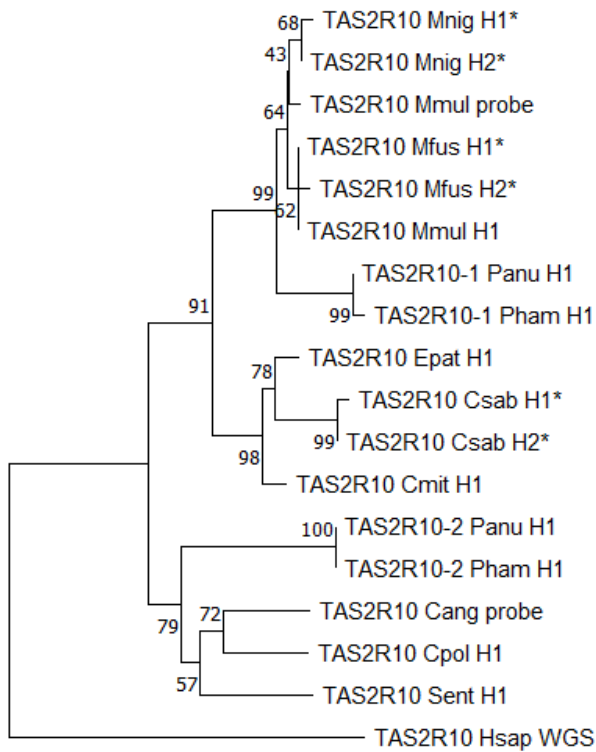 68
TAS2R10 Mnig H1*
43
TAS2R10 Mnig H2*
TAS2R10 Mmul probe
64
TAS2R10 Mfus H1*
99
TAS2R10 Mfus H2*
62
TAS2R10 Mmul H1
TAS2R10-1 Panu H1
91
99
TAS2R10-1 Pham H1
TAS2R10 Epat H1
78
TAS2R10 Csab H1*
99
TAS2R10 Csab H2*
98
TAS2R10 Cmit H1
100
TAS2R10-2 Panu H1
TAS2R10-2 Pham H1
72
TAS2R10 Cang probe
79
TAS2R10 Cpol H1
57
TAS2R10 Sent H1
TAS2R10 Hsap WGS